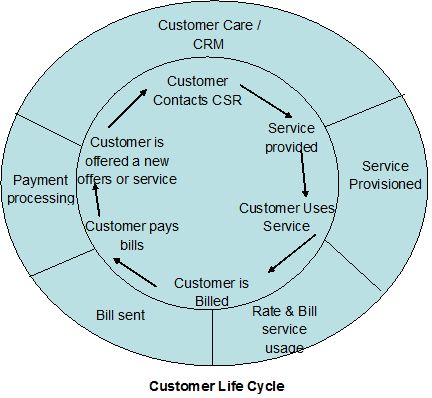 Customer Care /
CRM
Customer
Contacts CSR
Service
provided
Service
Provisioned
Customer Uses
Service
Rate & Bill
service
usage
Customer is
Billed
Bill sent
Customer pays
bills
Payment
processing
Customer is
offered a new
offers or service
Customer Life Cycle